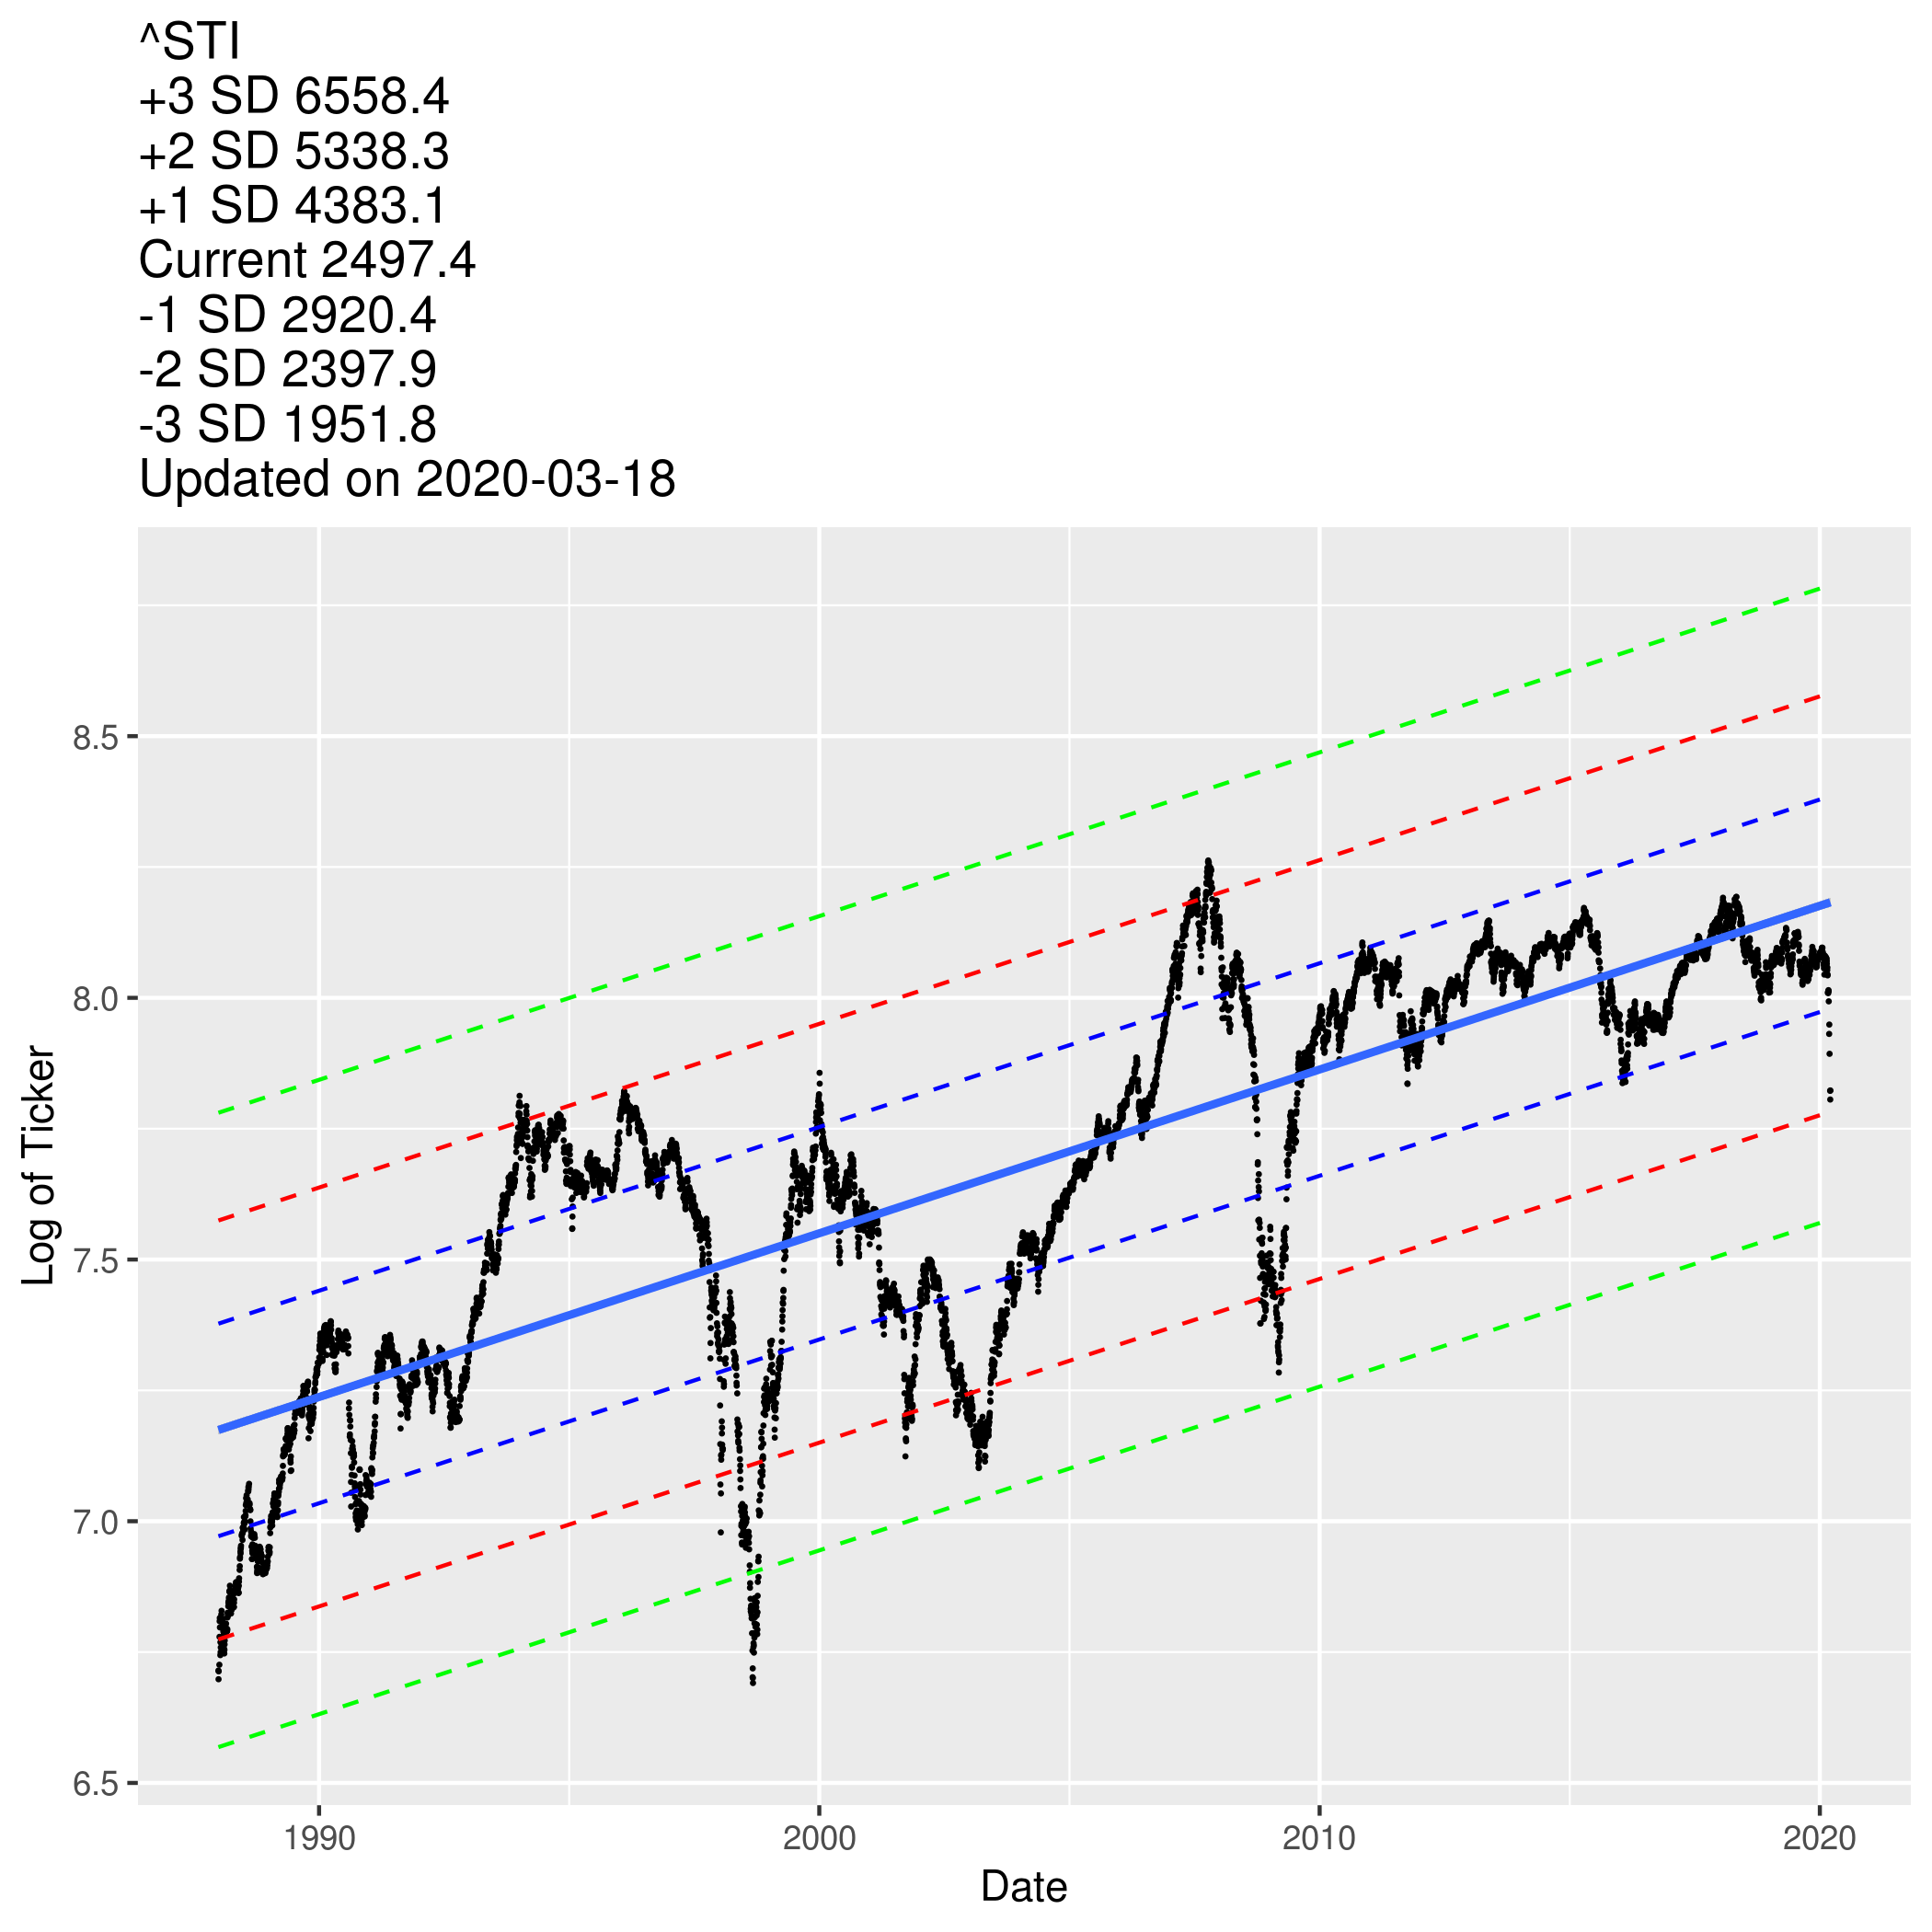 ^STI
+3 SD 6558.4
+2 SD 5338.3
+1 SD 4383.1
Current 2497.4
-1 SD 2920.4
-2 SD 2397.9
-3 SD 1951.8
Updated on 2020-03-18
8.5
8.0
7.5
7.0
6.5
Log of Ticker
1990 2000 2010 2020
Date